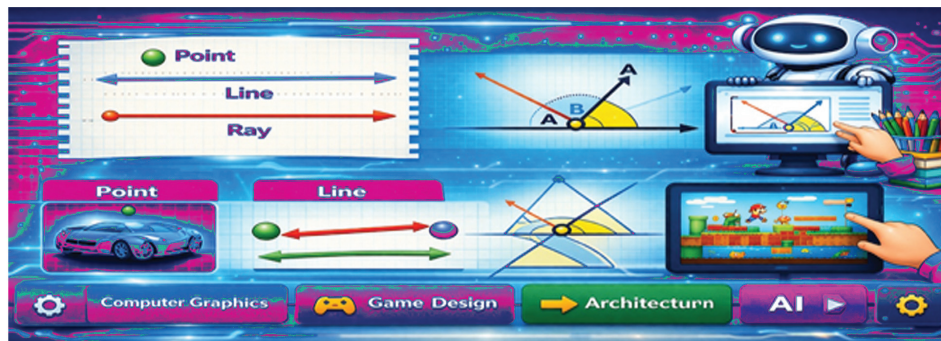 Point
Line
Ray
A
B
A
A
Point
Line
Computer Graphics
Game Design
Architecturn
AI